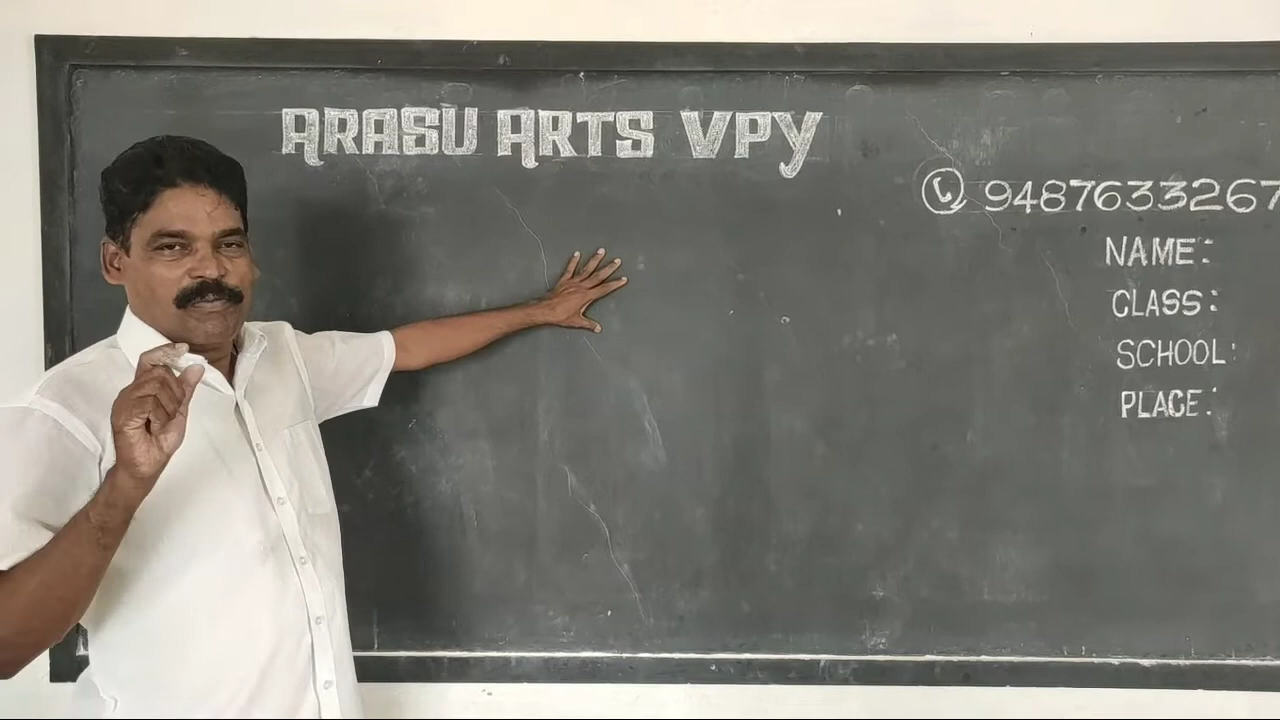 ARASU ARTS VPY
9487633267
NAME:
CLASS:
SCHOOL:
PLACE: